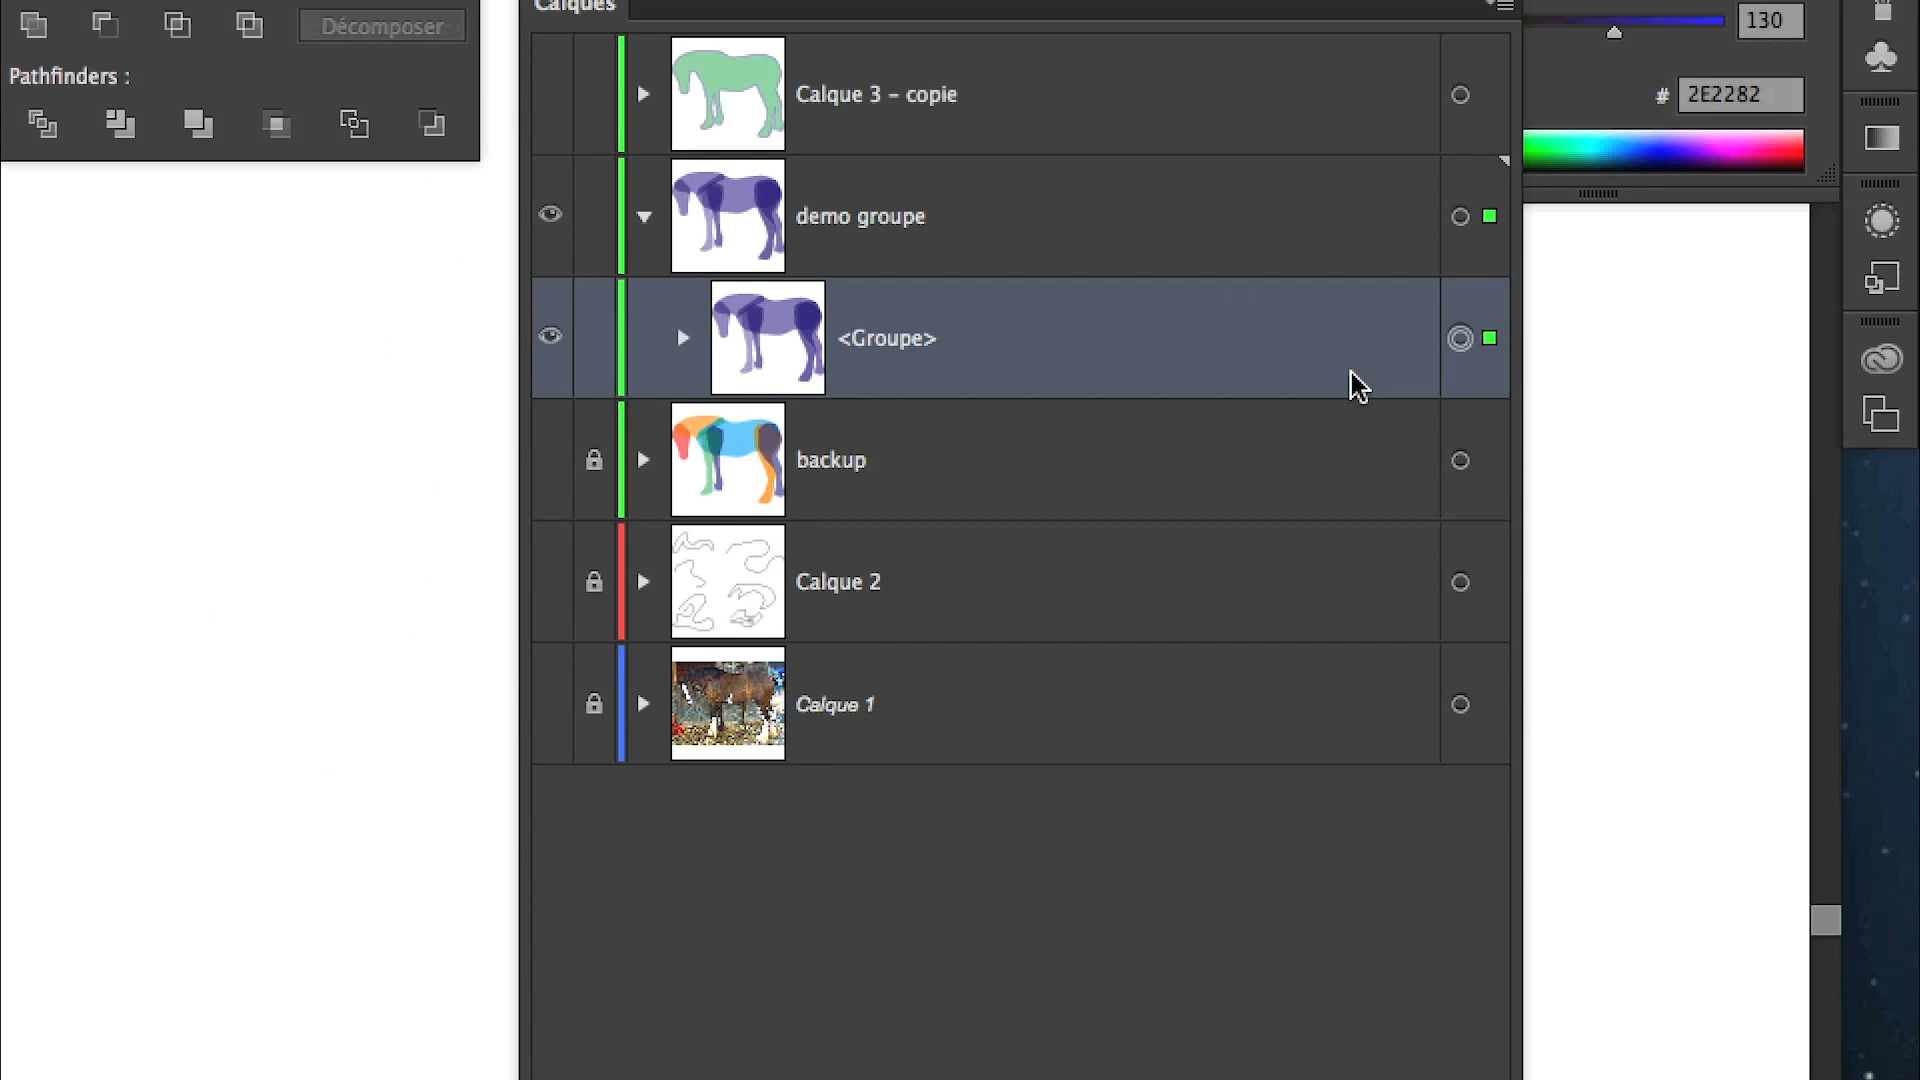 Calques
130
Décomposer
Pathfinders :
Calque 3 – copie
# 2E2282
demo groupe
<Groupe>
backup
Calque 2
Calque 1